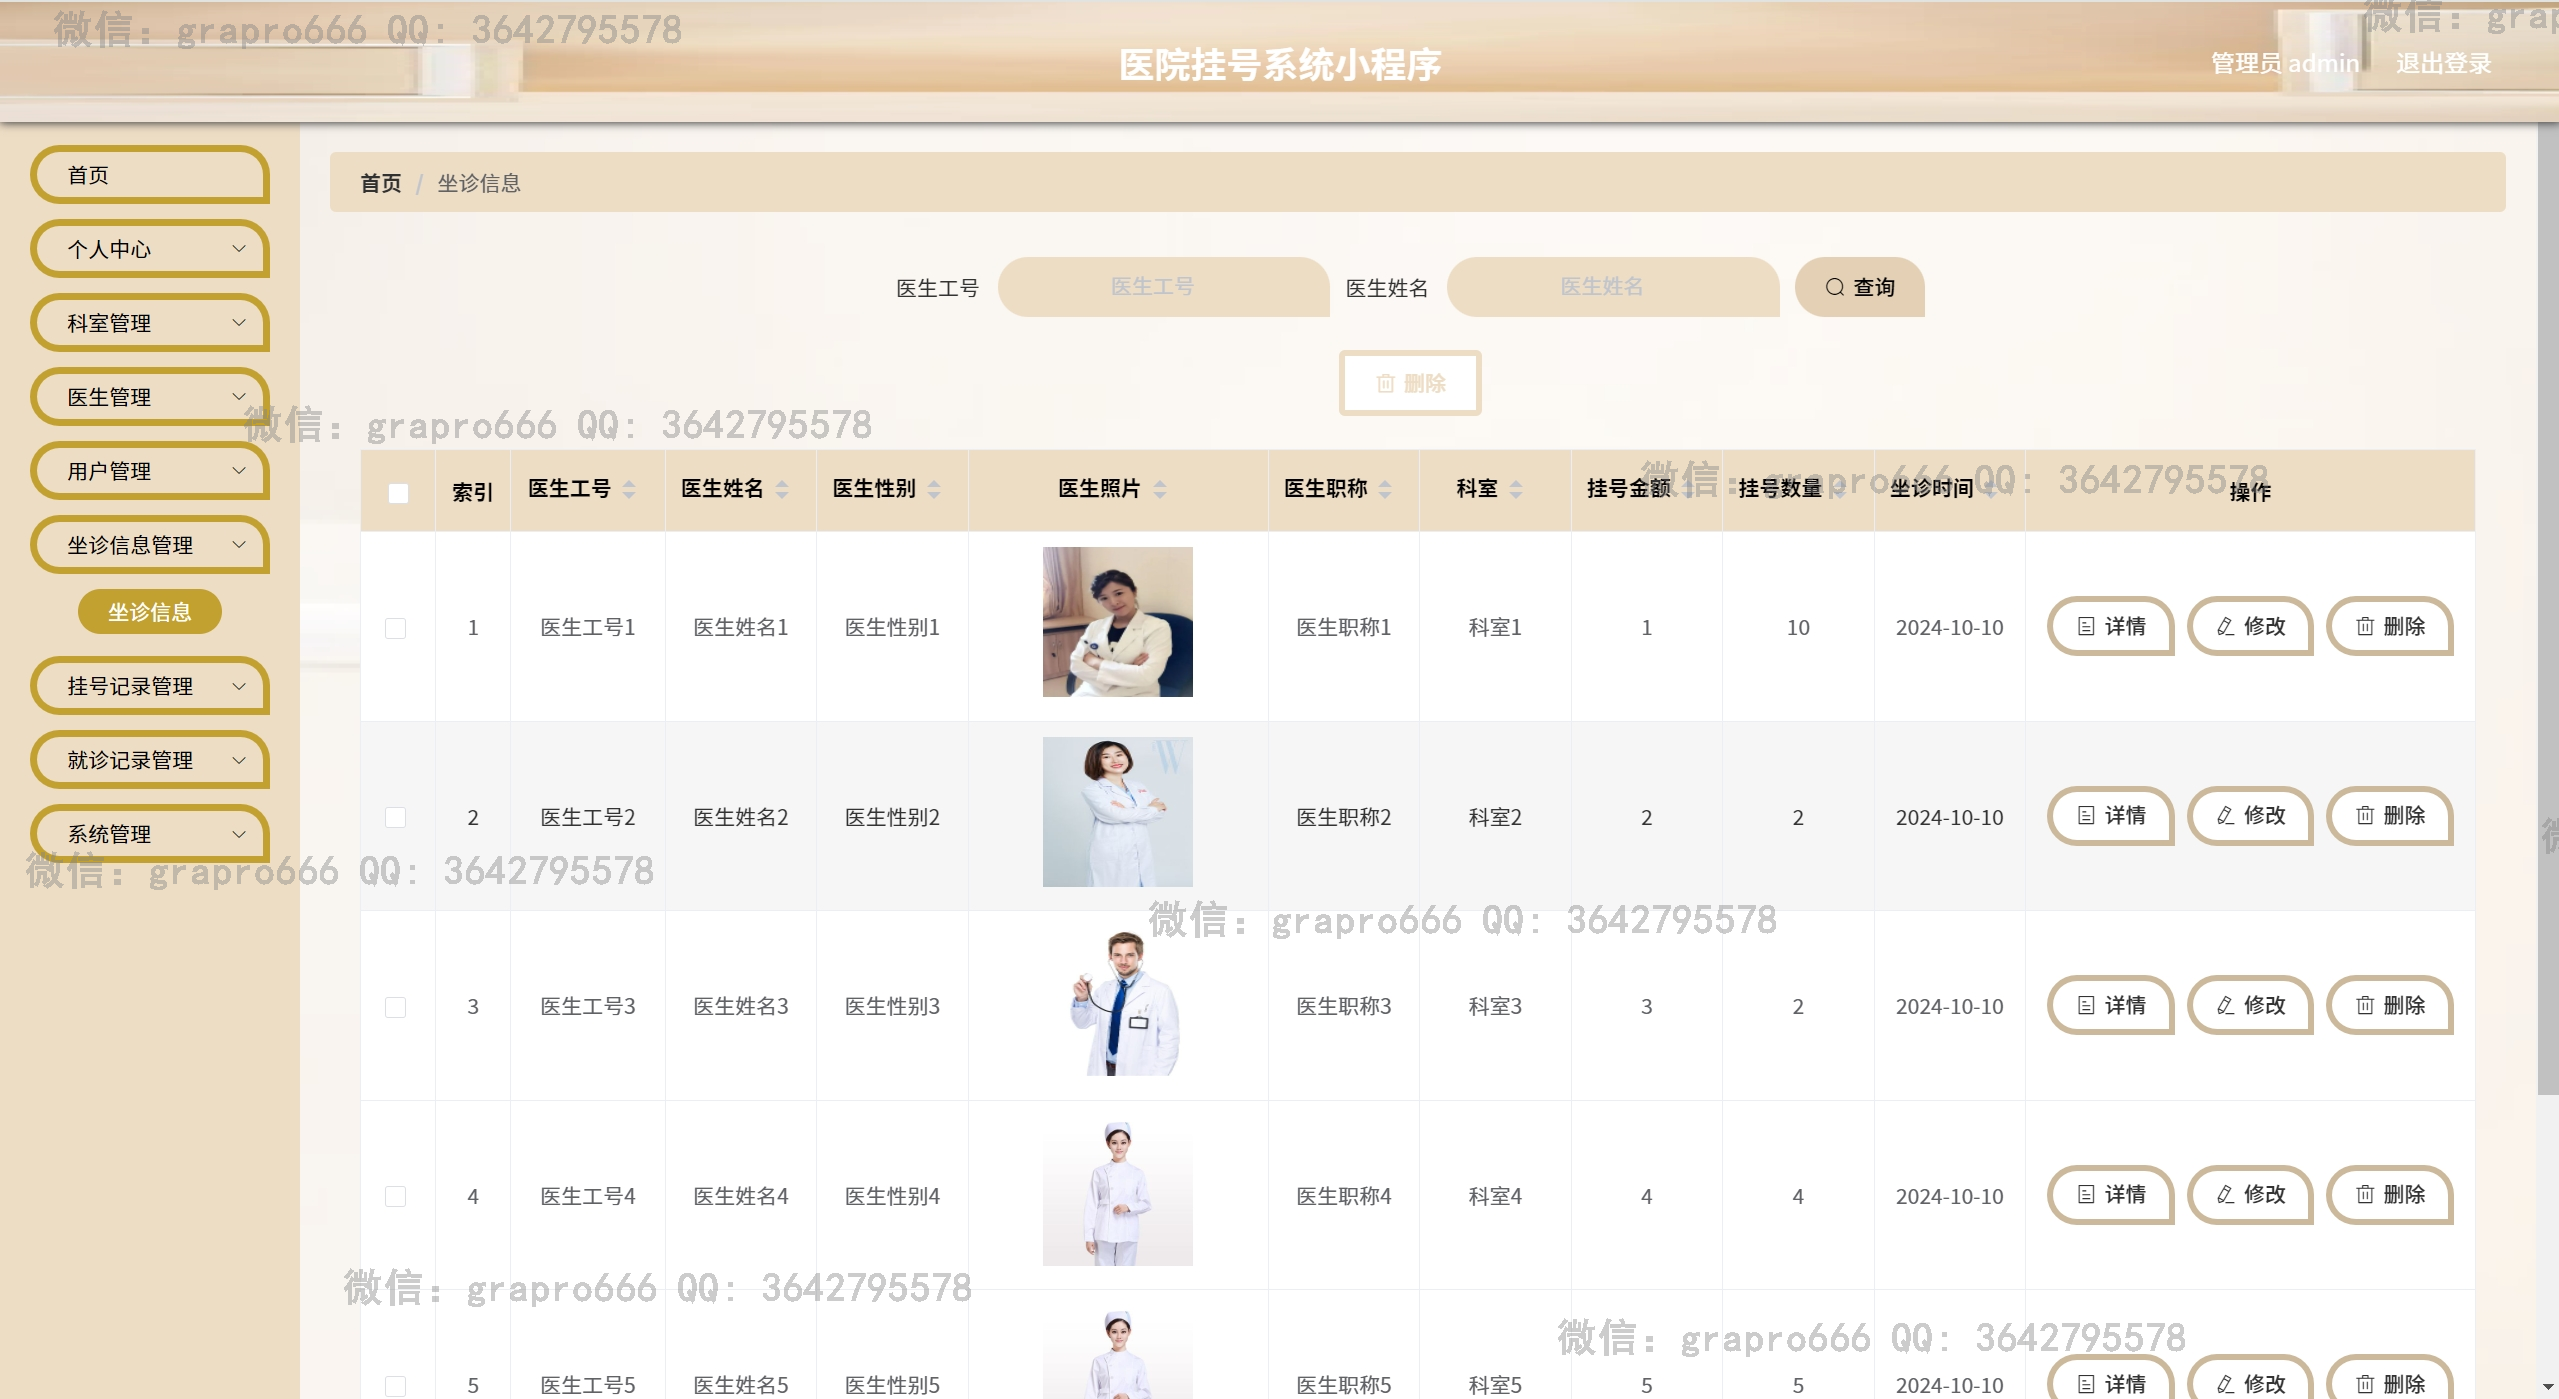 微信: grapro666 QQ: 3642795578
微信: grap
医院挂号系统小程序
管理员 admin 退出登录
首页
个人中心
科室管理
医生管理
用户管理
坐诊信息管理
坐诊信息
挂号记录管理
就诊记录管理
系统管理
首页 / 坐诊信息
医生工号 医生工号 医生姓名 医生姓名 查询
删除
微信: grapro666 QQ: 3642795578
微信: grapro666 QQ: 3642795578
索引 医生工号 医生姓名 医生性别 医生照片 医生职称 科室 挂号金额 挂号数量 坐诊时间 操作
1 医生工号1 医生姓名1 医生性别1 医生职称1 科室1 1 10 2024-10-10 详情 修改 删除
W
2 医生工号2 医生姓名2 医生性别2 医生职称2 科室2 2 2 2024-10-10 详情 修改 删除
微
微信: grapro666 QQ: 3642795578
微信: grapro666 QQ: 3642795578
3 医生工号3 医生姓名3 医生性别3 医生职称3 科室3 3 2 2024-10-10 详情 修改 删除
4 医生工号4 医生姓名4 医生性别4 医生职称4 科室4 4 4 2024-10-10 详情 修改 删除
微信: grapro666 QQ: 3642795578
微信: grapro666 QQ: 3642795578
5 医生工号5 医生姓名5 医生性别5 医生职称5 科室5 5 5 2024-10-10 详情 修改 删除